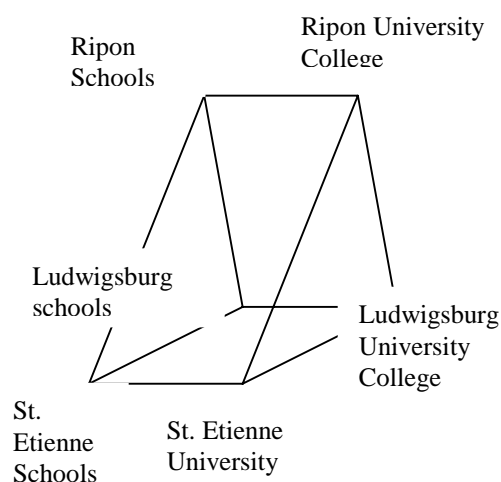 Ripon
Schools
Ripon University
College
Ludwigsburg
schools
Ludwigsburg
University
College
St.
Etienne
Schools
St. Etienne
University